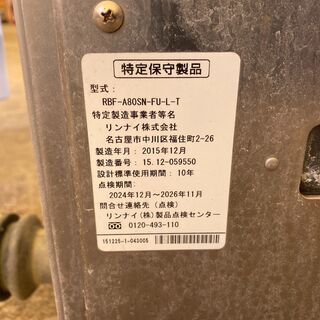 特定保守製品
型式:
RBF-A80SN-FU-L-T
特定製造事業者等名
リンナイ株式会社
名古屋市中川区福住町2-26
製造年月: 2015年12月
製造番号: 15.12-059550
設計標準使用期間: 10年
点検期間:
2024年12月～2026年11月
問合せ連絡先(点検)
リンナイ(株)製品点検センター
0120-493-110
151225-1-043005